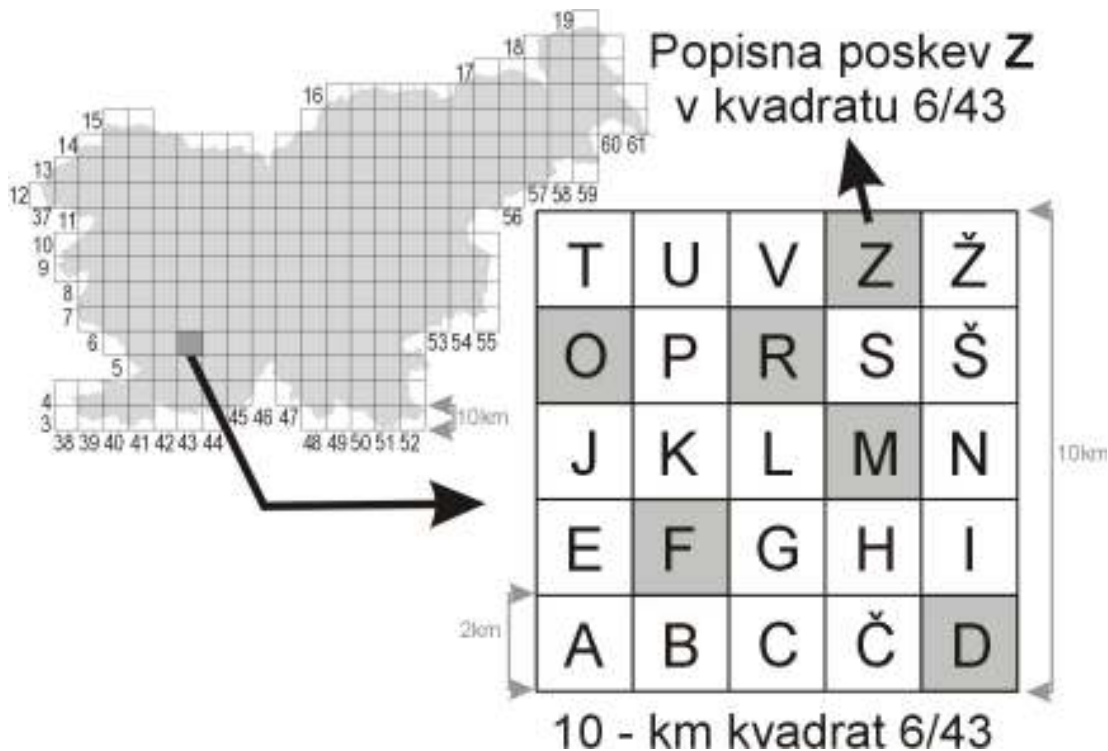 19
18
17
16
15
14
13
12
37 11
10
9
8
7
6
5
4
3
38 39 40 41 42 43 44
45 46 47
48 49 50 51 52
53 54 55
56
57 58 59
60 61
10km
Popisna poskev Z
v kvadratu 6/43
T U V Z Ž
O P R S Š
J K L M N
E F G H I
A B C Č D
2km
10km
10 - km kvadrat 6/43